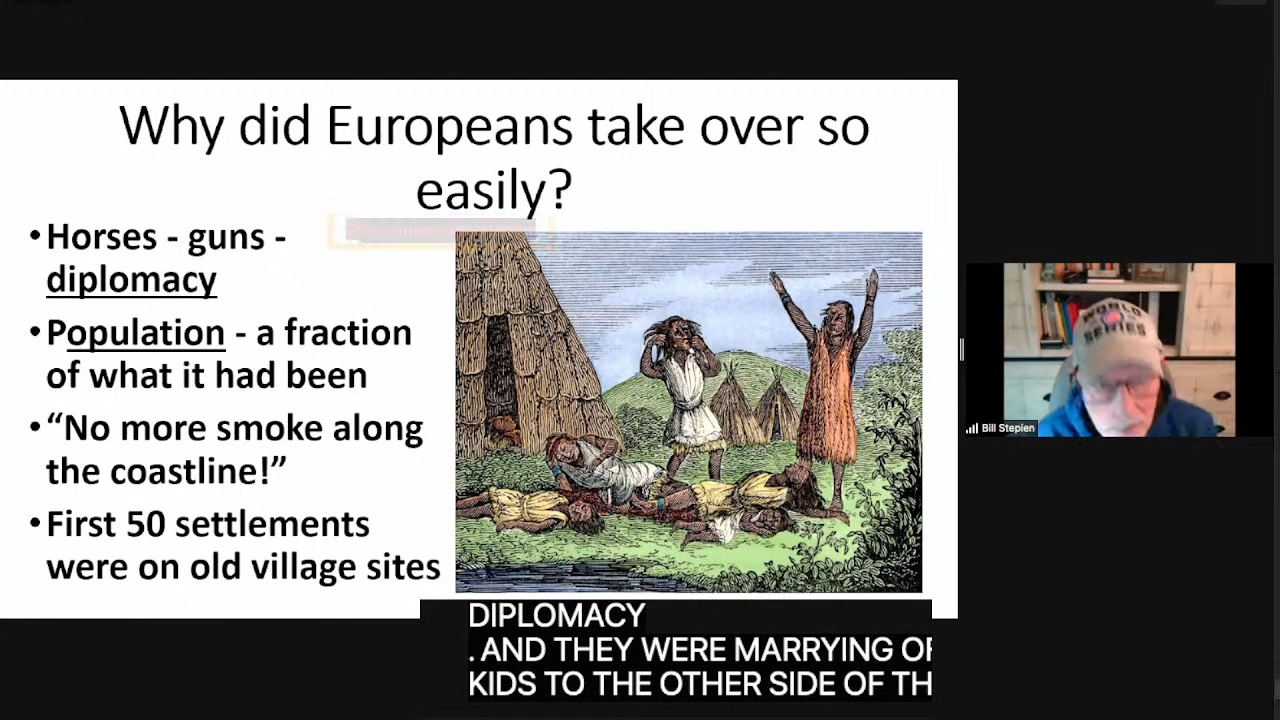 Why did Europeans take over so
easily?
• Horses - guns -
diplomacy
• Population - a fraction
of what it had been
• “No more smoke along
the coastline!”
• First 50 settlements
were on old village sites
WORLD
SERIES
Bill Stepien
DIPLOMACY
. AND THEY WERE MARRYING
KIDS TO THE OTHER SIDE OF